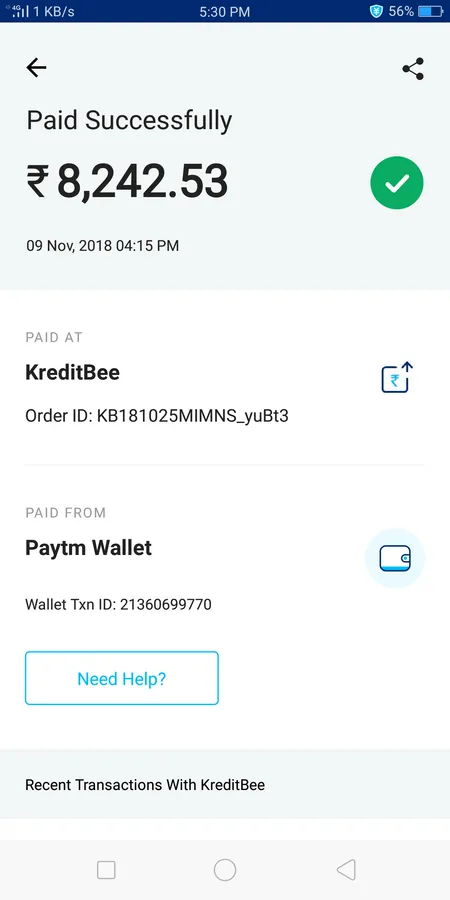 4G 1 KB/s 5:30 PM 56%
Paid Successfully
₹ 8,242.53
09 Nov, 2018 04:15 PM
PAID AT
KreditBee
₹
Order ID: KB181025MIMNS_yuBt3
PAID FROM
Paytm Wallet
Wallet Txn ID: 21360699770
Need Help?
Recent Transactions With KreditBee